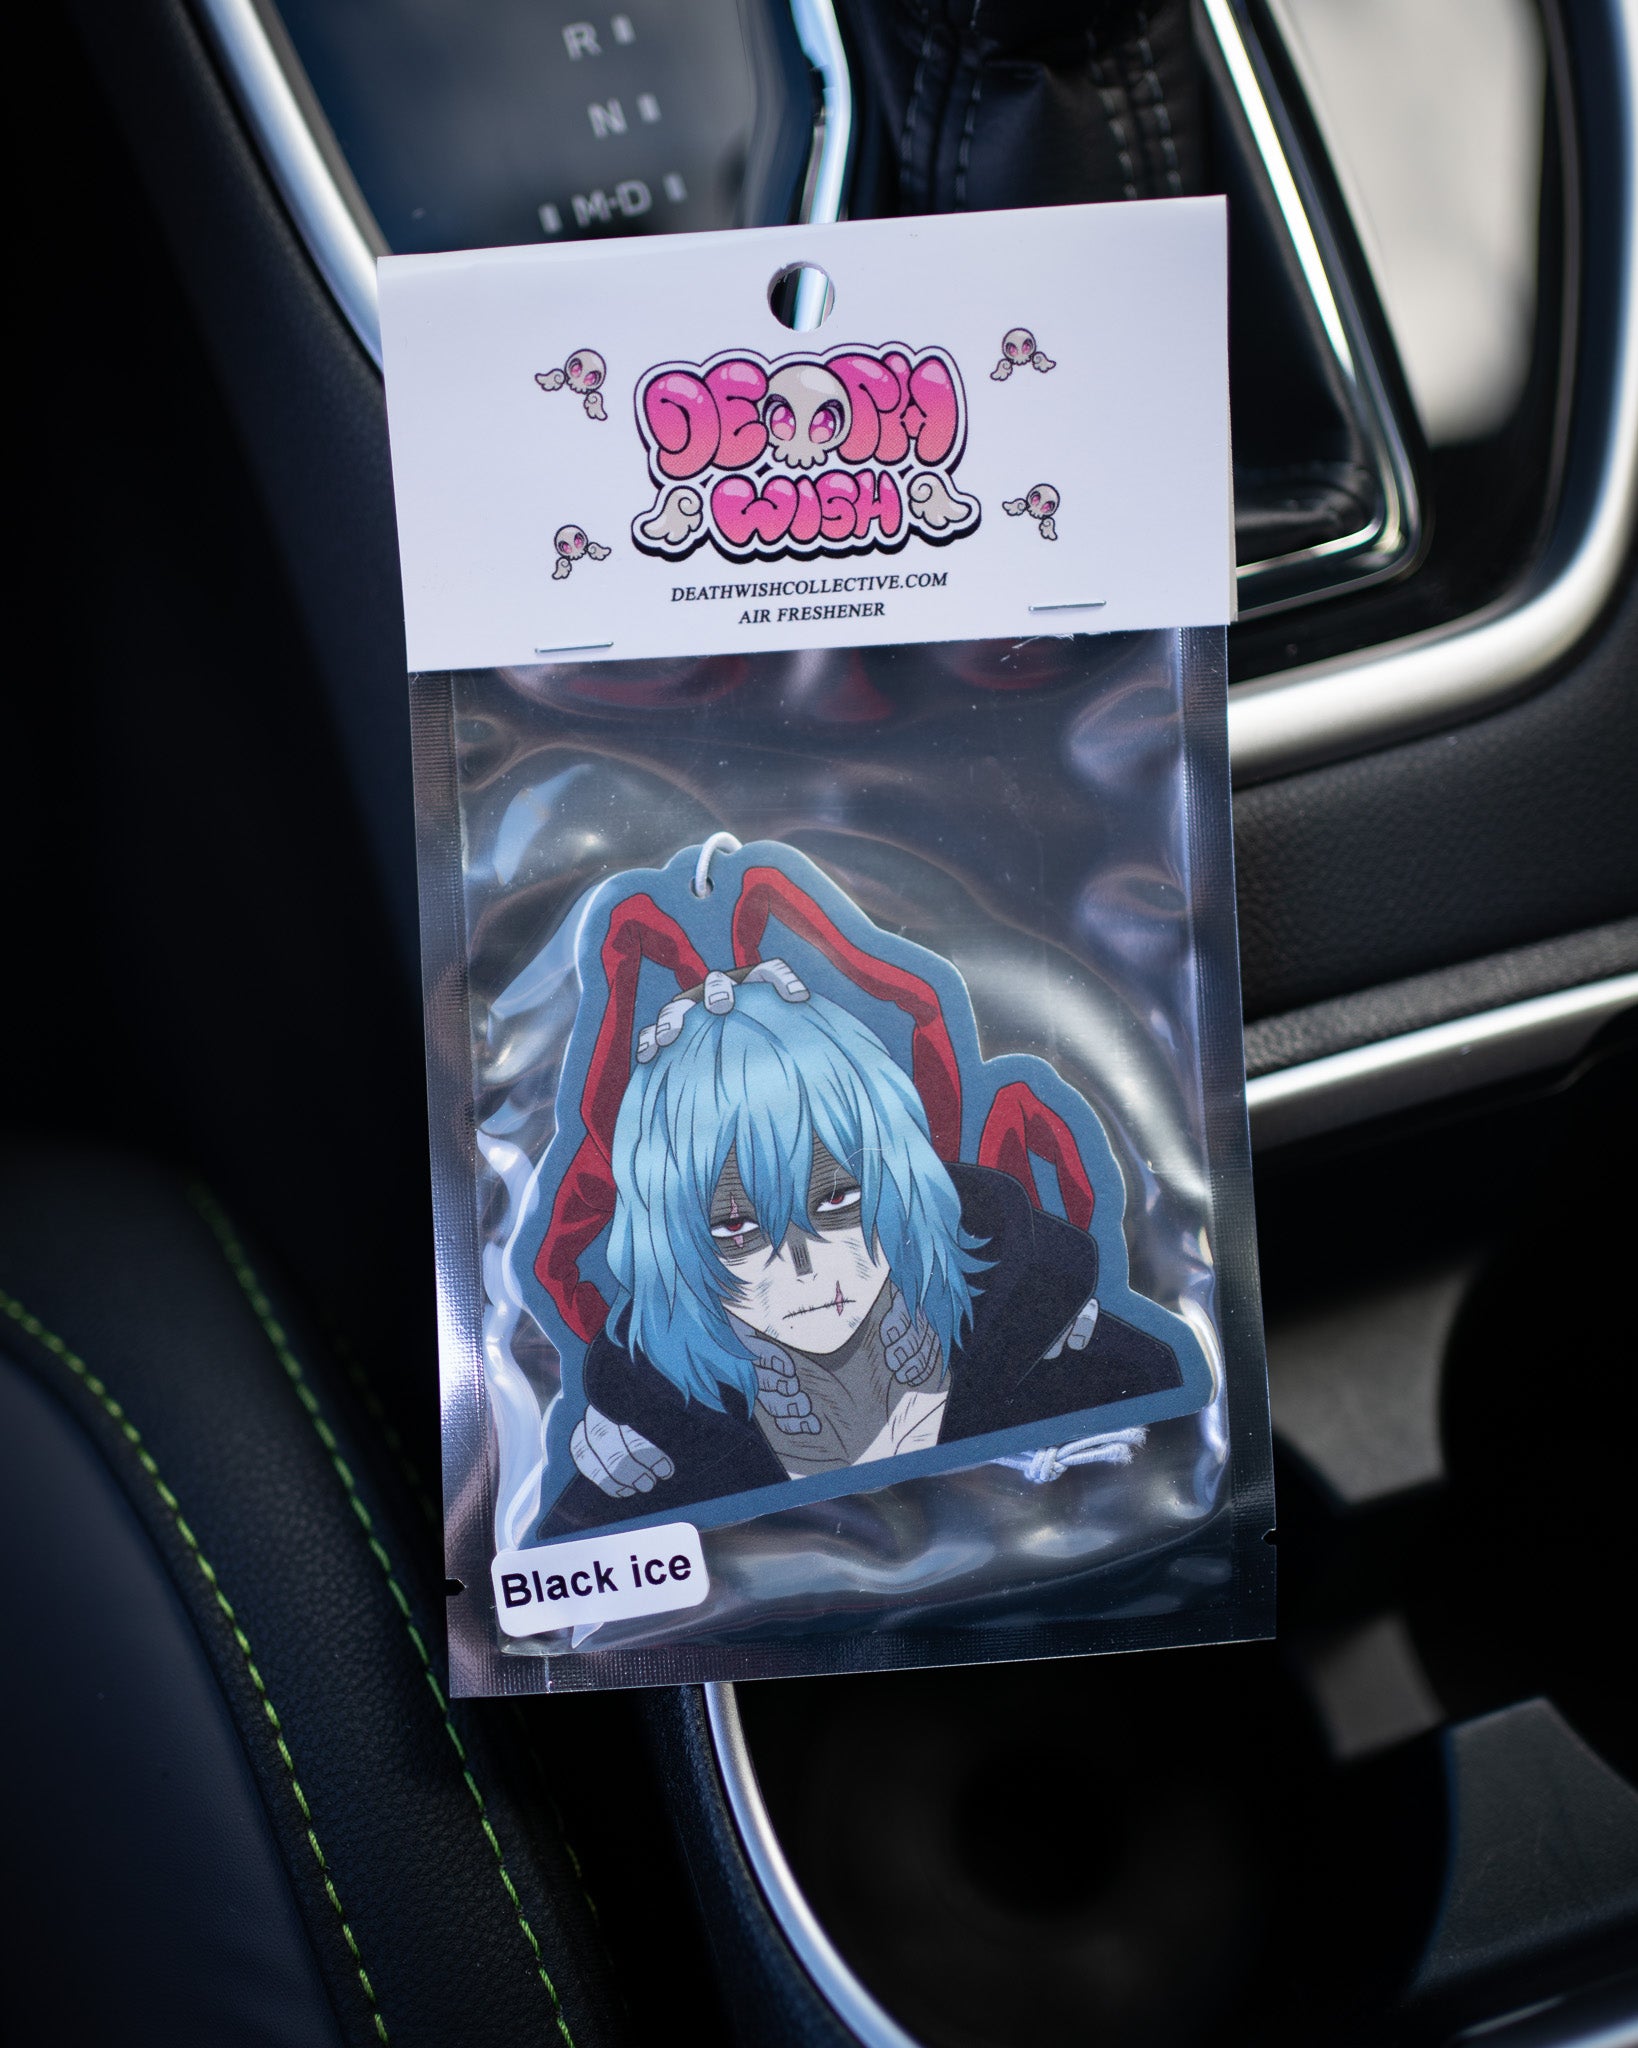 R
N
M-D
DEATH
WISH
DEATHWISHCOLLECTIVE.COM
AIR FRESHENER
Black ice